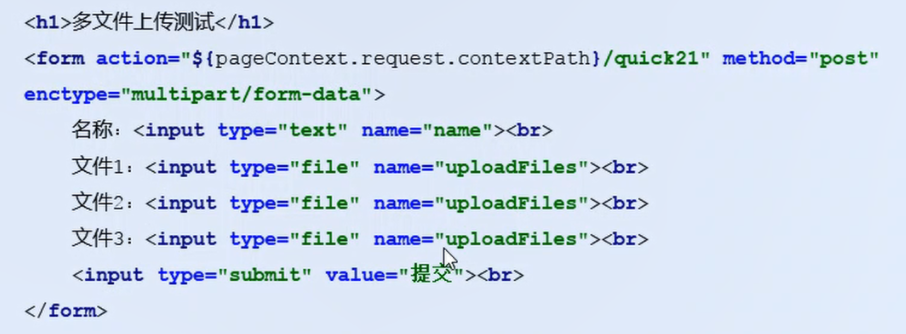 <h1>多文件上传测试</h1>
<form action="${pageContext.request.contextPath}/quick21" method="post"
enctype="multipart/form-data">
名称：<input type="text" name="name"><br>
文件1：<input type="file" name="uploadFiles"><br>
文件2：<input type="file" name="uploadFiles"><br>
文件3：<input type="file" name="uploadFiles"><br>
<input type="submit" value="提交"><br>
</form>